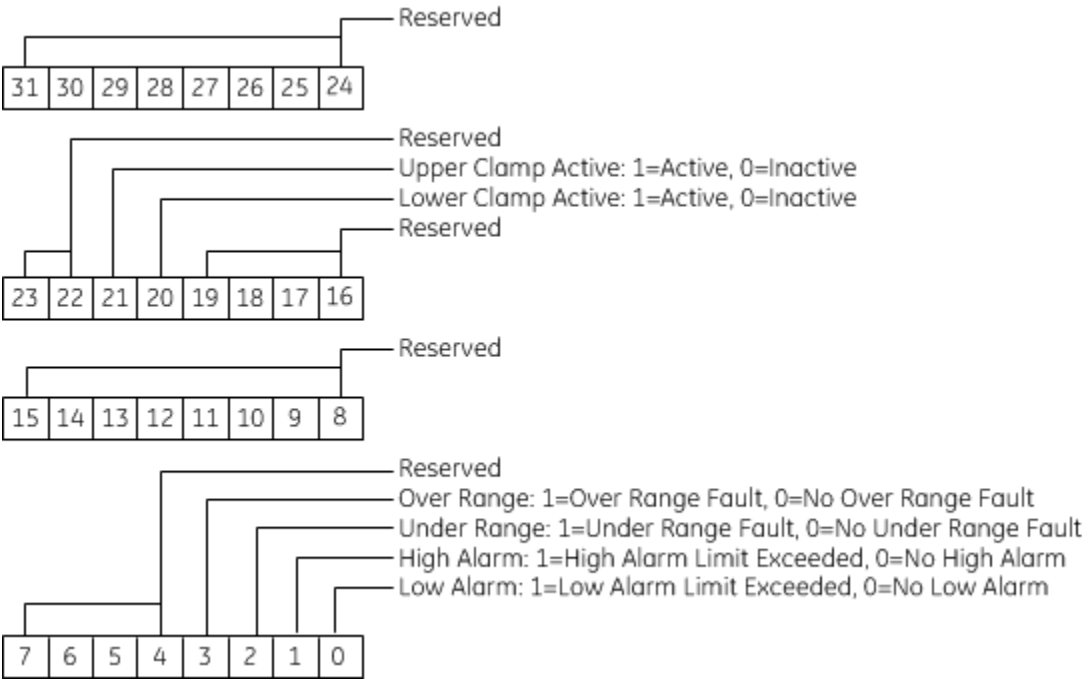 Reserved
31 30 29 28 27 26 25 24
Reserved
Upper Clamp Active: 1=Active, 0=Inactive
Lower Clamp Active: 1=Active, 0=Inactive
Reserved
23 22 21 20 19 18 17 16
Reserved
15 14 13 12 11 10 9 8
Reserved
Over Range: 1=Over Range Fault, 0=No Over Range Fault
Under Range: 1=Under Range Fault, 0=No Under Range Fault
High Alarm: 1=High Alarm Limit Exceeded, 0=No High Alarm
Low Alarm: 1=Low Alarm Limit Exceeded, 0=No Low Alarm
7 6 5 4 3 2 1 0